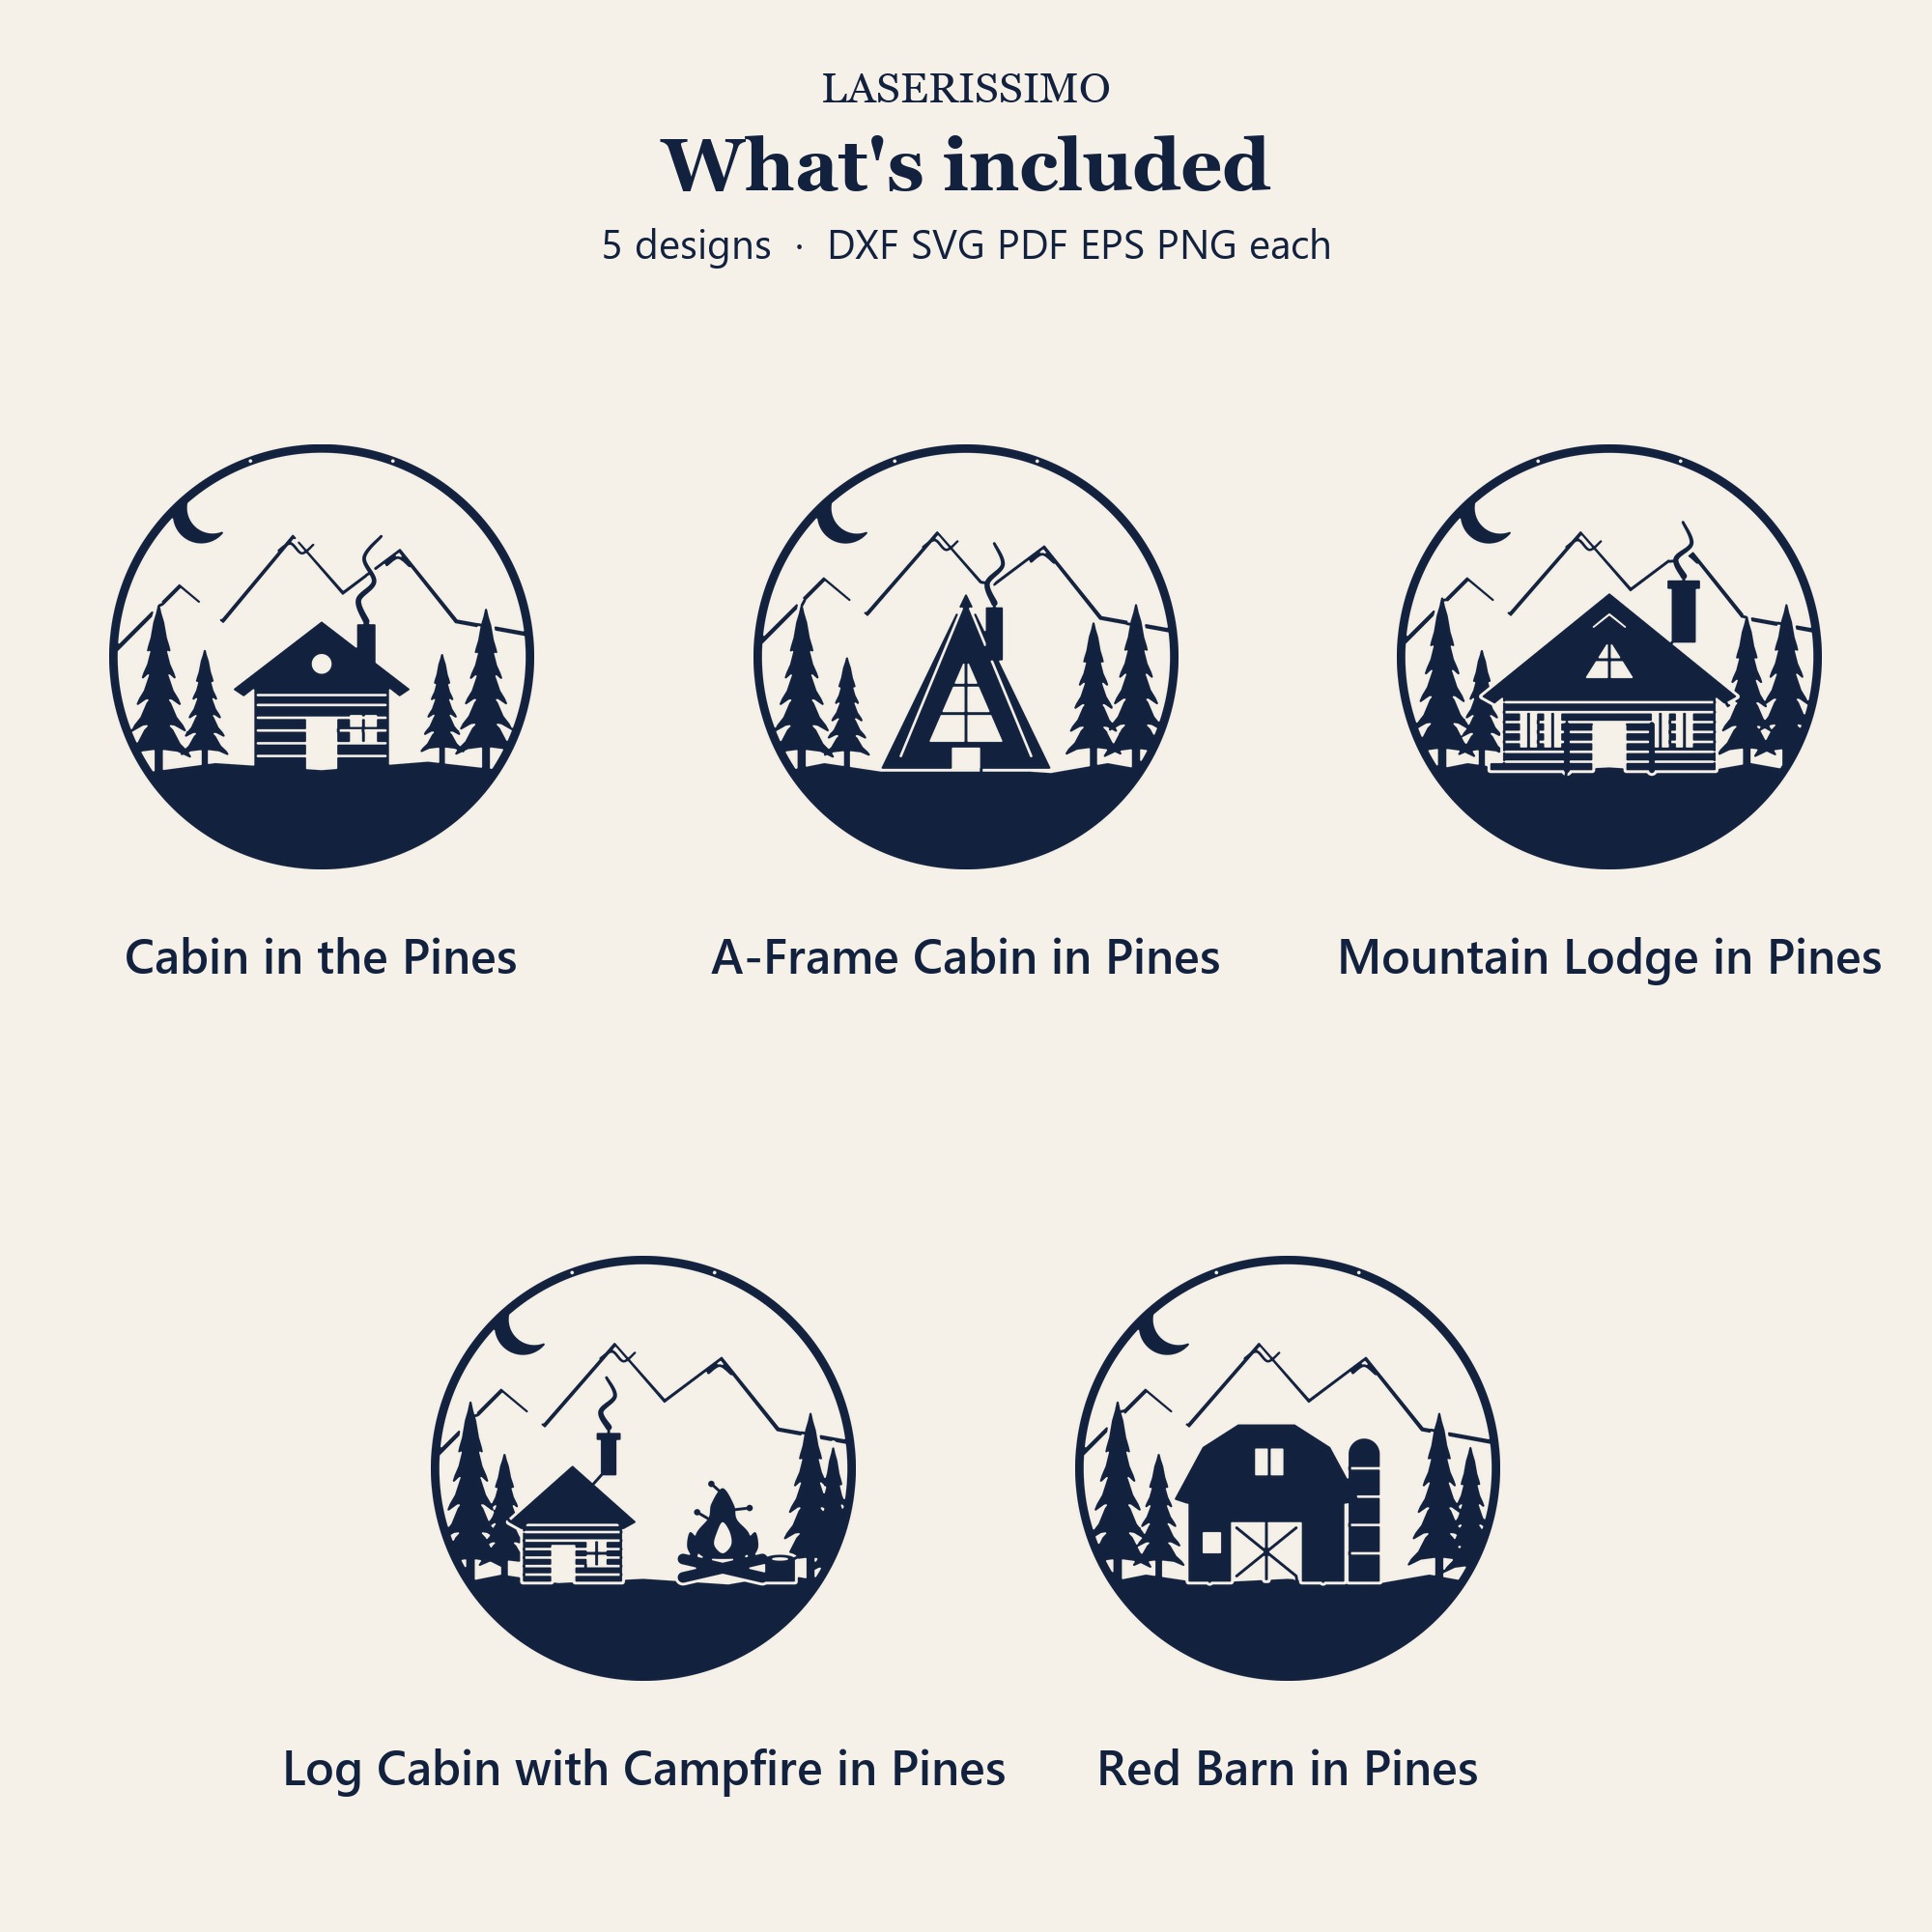 LASERISSIMO
What's included
5 designs · DXF SVG PDF EPS PNG each
Cabin in the Pines
A-Frame Cabin in Pines
Mountain Lodge in Pines
Log Cabin with Campfire in Pines
Red Barn in Pines